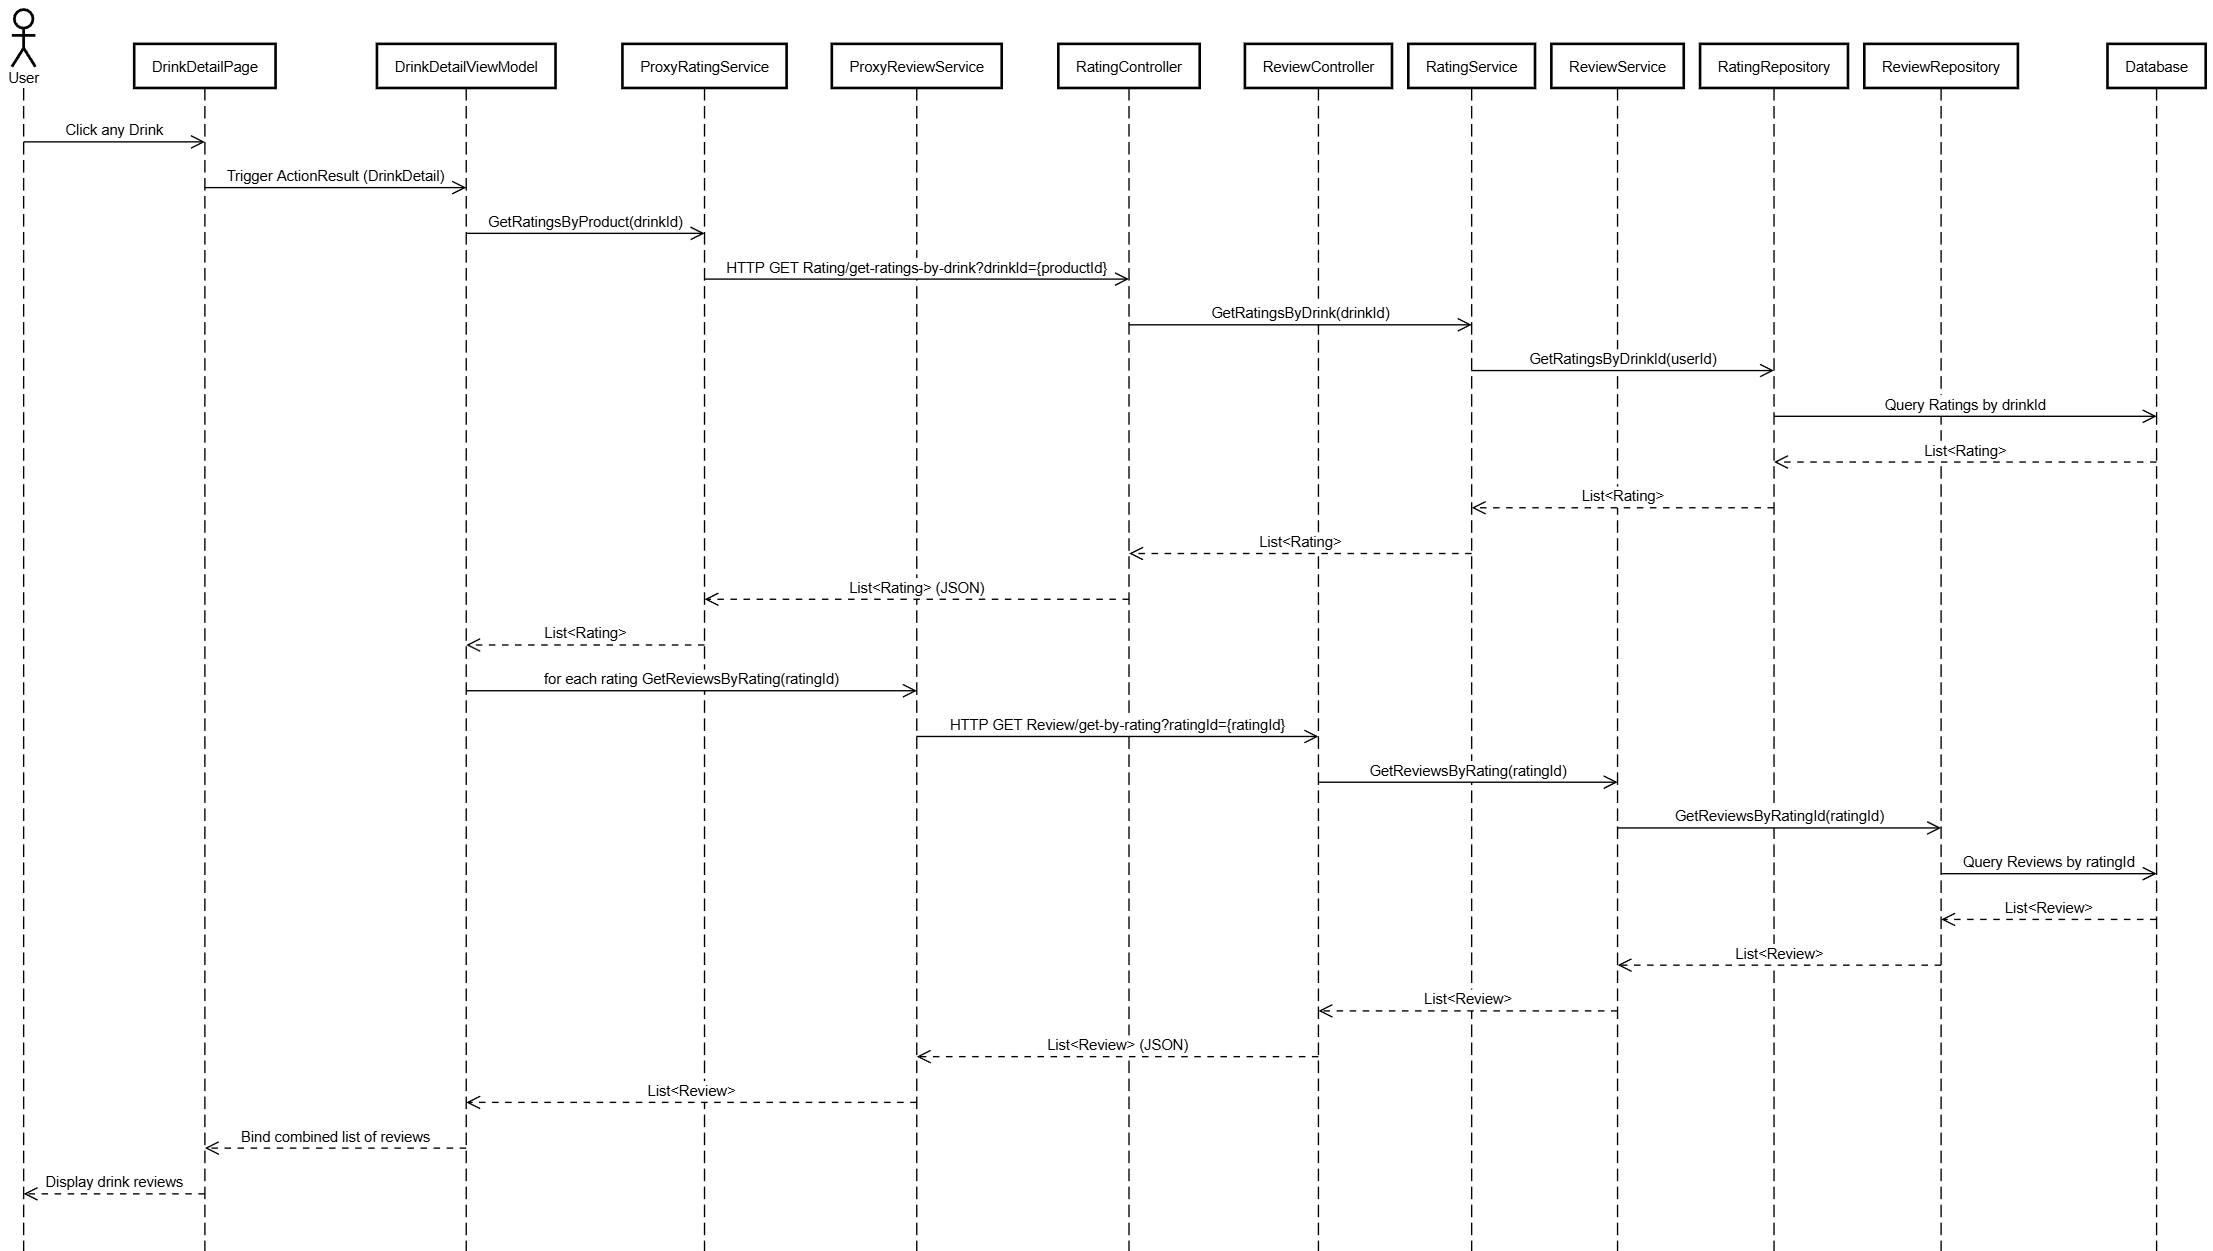 User
DrinkDetailPage
DrinkDetailViewModel
ProxyRatingService
ProxyReviewService
RatingController
ReviewController
RatingService
ReviewService
RatingRepository
ReviewRepository
Database
Click any Drink
Trigger ActionResult (DrinkDetail)
GetRatingsByProduct(drinkId)
HTTP GET Rating/get-ratings-by-drink?drinkId={productId}
GetRatingsByDrink(drinkId)
GetRatingsByDrinkId(userId)
Query Ratings by drinkId
List<Rating>
List<Rating>
List<Rating>
List<Rating> (JSON)
List<Rating>
for each rating GetReviewsByRating(ratingId)
HTTP GET Review/get-by-rating?ratingId={ratingId}
GetReviewsByRating(ratingId)
GetReviewsByRatingId(ratingId)
Query Reviews by ratingId
List<Review>
List<Review>
List<Review>
List<Review> (JSON)
List<Review>
Bind combined list of reviews
Display drink reviews